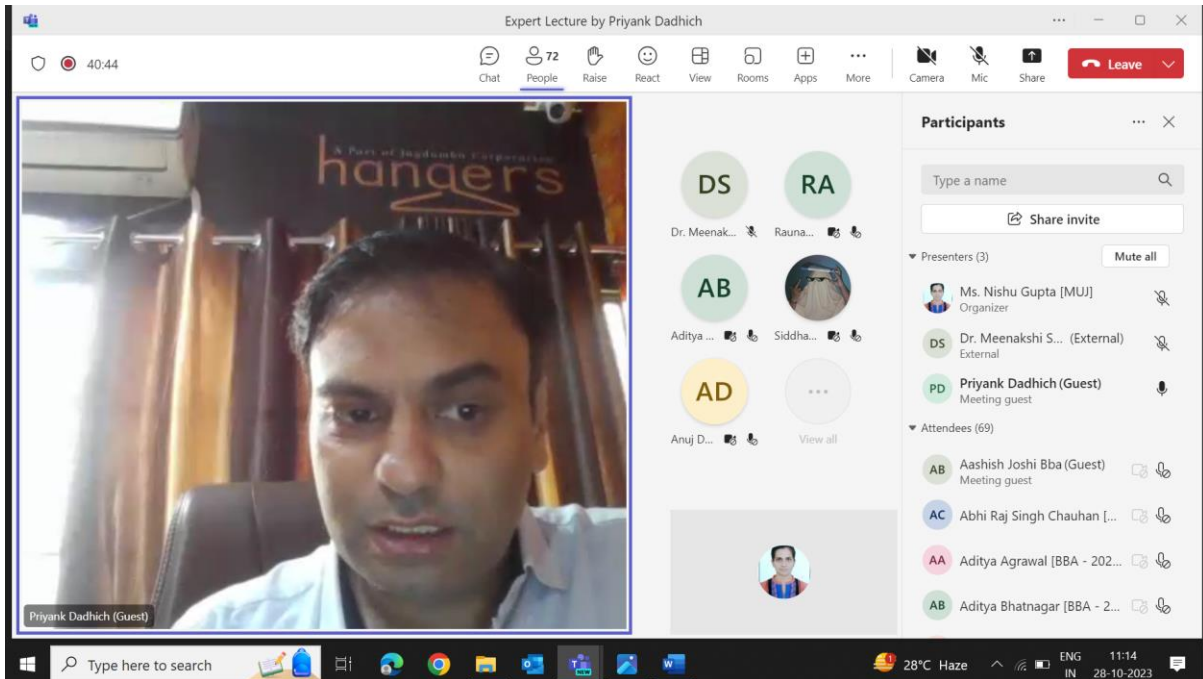 Expert Lecture by Priyank Dadhich
40:44
Chat
72
People
Raise
React
View
Rooms
Apps
More
Camera
Mic
Share
Leave
A Part of Jagdamba Corporation
hangers
Priyank Dadhich (Guest)
DS
RA
Dr. Meenak...
Rauna...
AB
Aditya ...
Siddha...
AD
Anuj D...
View all
Participants
Type a name
Share invite
Presenters (3)
Mute all
Ms. Nishu Gupta [MUJ]
Organizer
DS
Dr. Meenakshi S... (External)
External
PD
Priyank Dadhich (Guest)
Meeting guest
Attendees (69)
AB
Aashish Joshi Bba (Guest)
Meeting guest
AC
Abhi Raj Singh Chauhan [...
AA
Aditya Agrawal [BBA - 202...
AB
Aditya Bhatnagar [BBA - 2...
Type here to search
1
28°C Haze
ENG
IN
11:14
28-10-2023